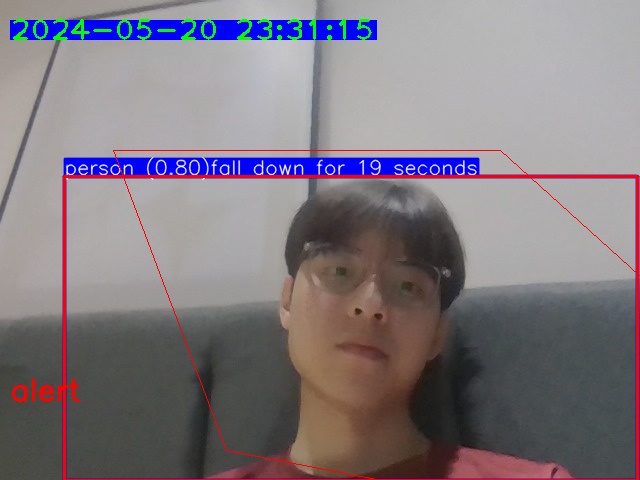 2024-05-20 23:31:15
person (0.80)fall down for 19 seconds
alert